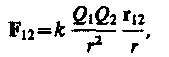 F₁₂ = k Q₁Q₂/r² r₁₂/r,